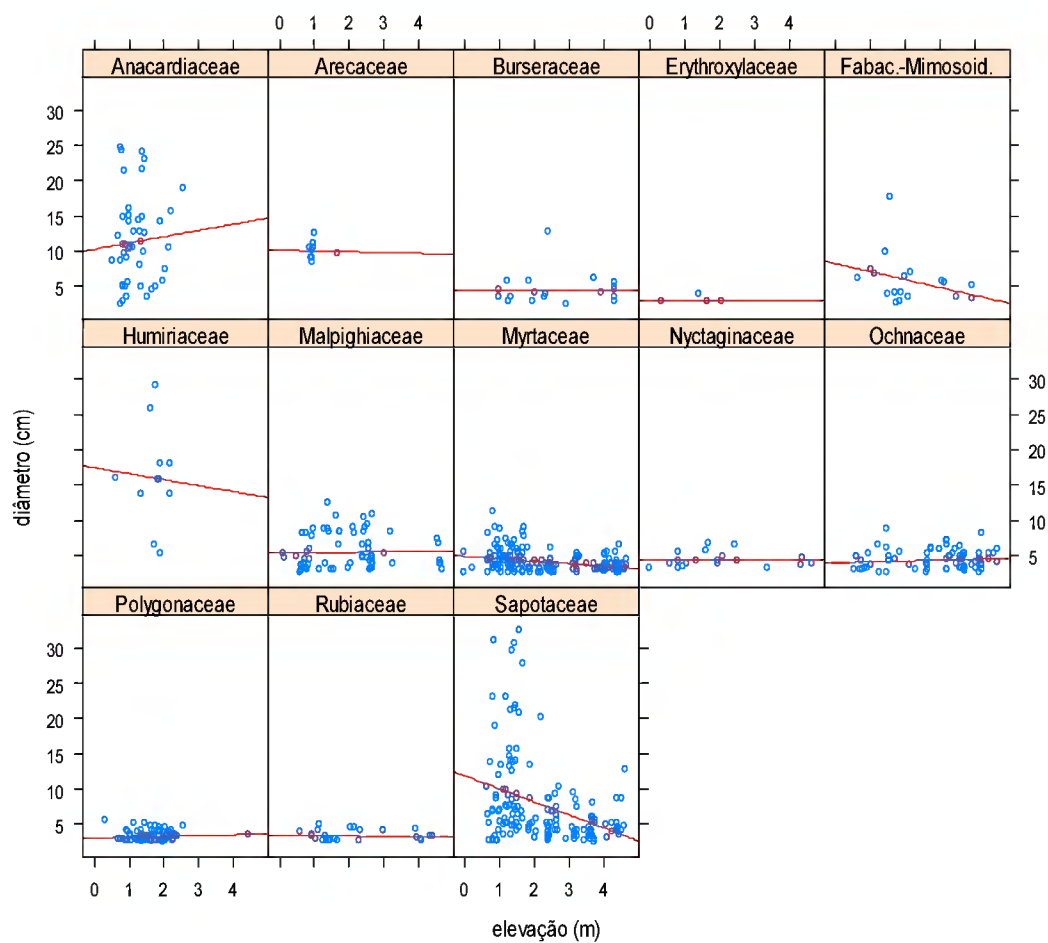 0 1 2 3 4 0 1 2 3 4
Anacardiaceae Arecaceae Burseraceae Erythroxylaceae Fabac.-Mimosoid.
30
25
20
15
10
5
Humiriaceae Malpighiaceae Myrtaceae Nyctaginaceae Ochnaceae
30
25
20
15
10
5
diâmetro (cm)
Polygonaceae Rubiaceae Sapotaceae
30
25
20
15
10
5
0 1 2 3 4 0 1 2 3 4
elevação (m)